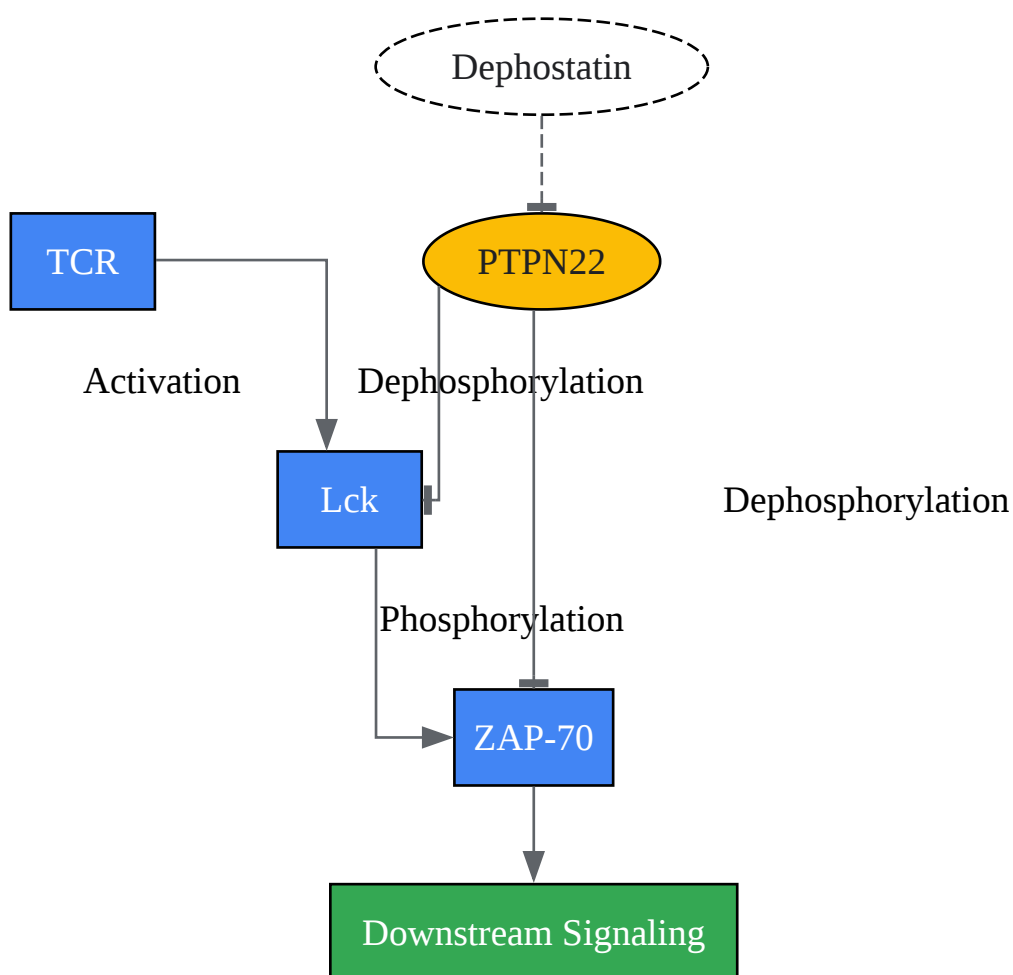 Dephostatin
TCR
PTPN22
Activation
Dephosphorylation
Lck
Dephosphorylation
Phosphorylation
ZAP-70
Downstream Signaling